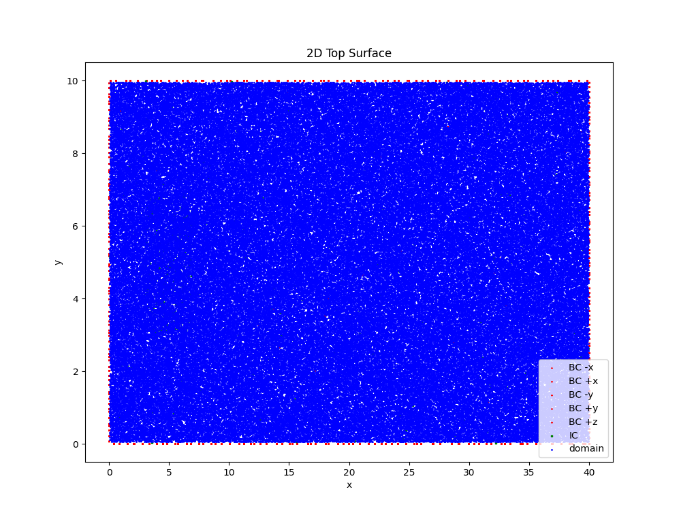 2D Top Surface
10
8
6
4
2
0
y
BC -x
BC +x
BC -y
BC +y
BC +z
IC
domain
0 5 10 15 20 25 30 35 40
x